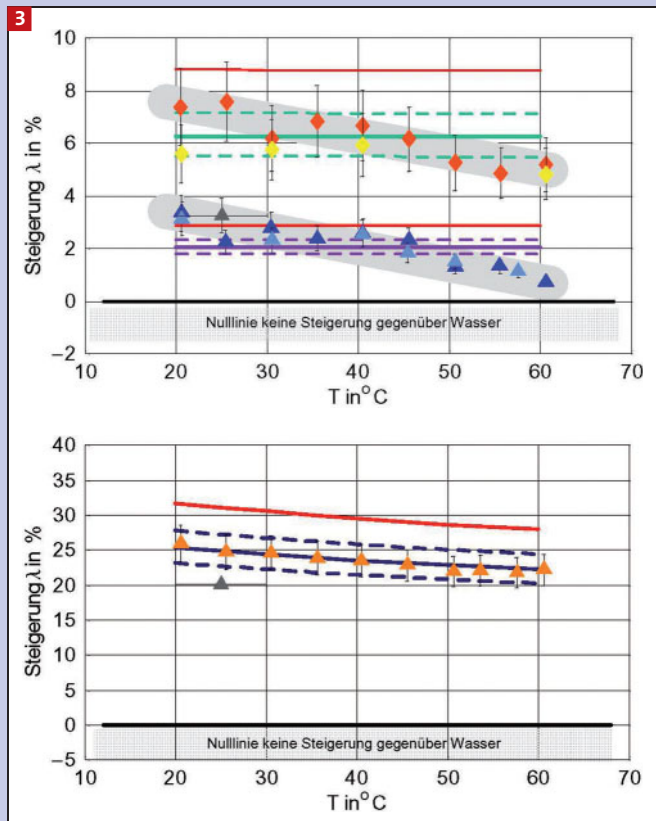 3
10
8
6
4
2
0
−2
Steigerung λ in %
Nulllinie keine Steigerung gegenüber Wasser
10 20 30 40 50 60 70
T in °C
40
35
30
25
20
15
10
5
0
−5
Steigerung λ in %
Nulllinie keine Steigerung gegenüber Wasser
10 20 30 40 50 60 70
T in °C